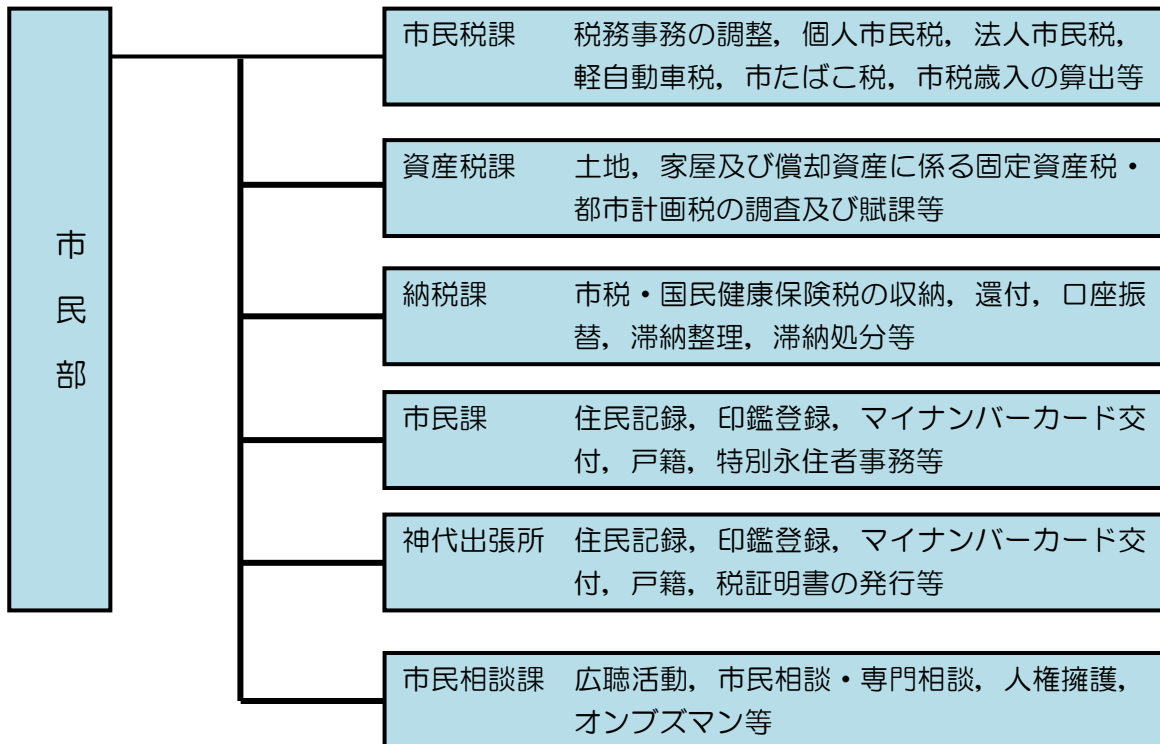 市民部
市民税課 税務事務の調整，個人市民税，法人市民税，
軽自動車税，市たばこ税，市税歳入の算出等
資産税課 土地，家屋及び償却資産に係る固定資産税・
都市計画税の調査及び賦課等
納税課 市税・国民健康保険税の収納，還付，口座振
替，滞納整理，滞納処分等
市民課 住民記録，印鑑登録，マイナンバーカード交
付，戸籍，特別永住者事務等
神代出張所 住民記録，印鑑登録，マイナンバーカード交
付，戸籍，税証明書の発行等
市民相談課 広聴活動，市民相談・専門相談，人権擁護，
オンブズマン等